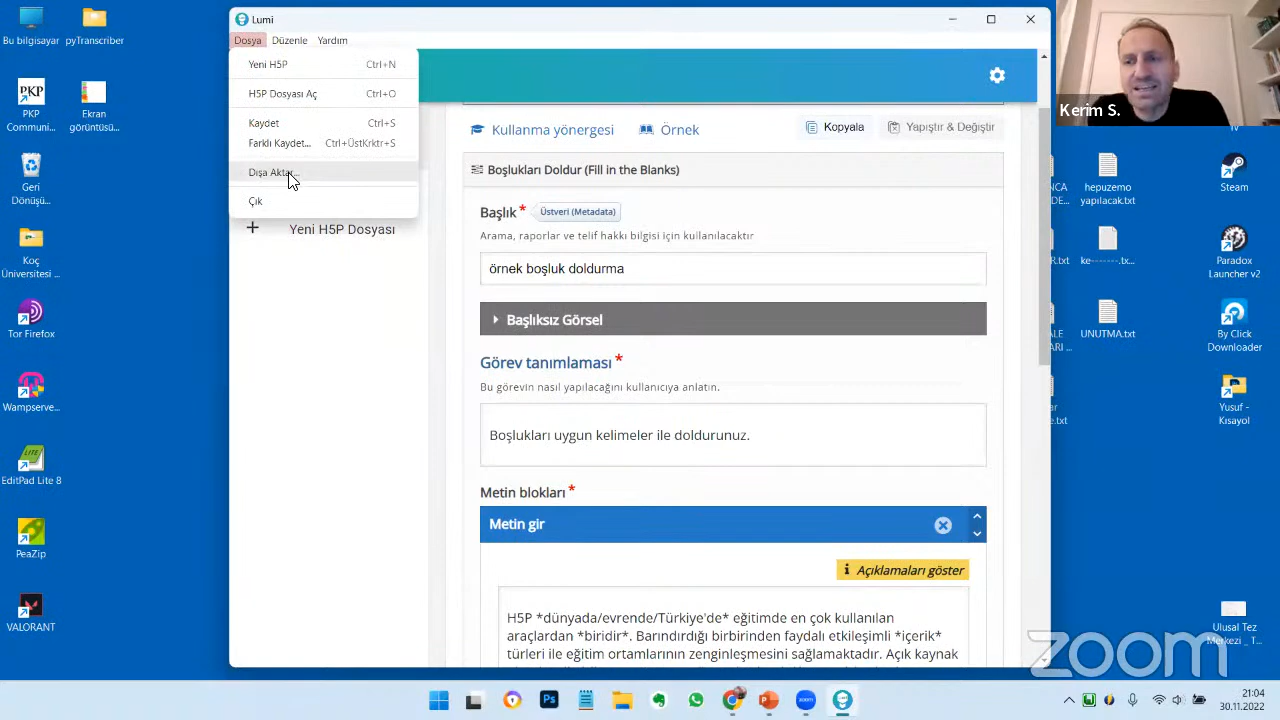 Bu bilgisayar
pyTranscriber
PKP
PKP
Communi...
Ekran
görüntüsü...
Geri
Dönüşü...
Koç
Üniversitesi ...
Tor Firefox
Wampserve...
LITE
EditPad Lite 8
PeaZip
VALORANT
Lumi
Dosya Düzenle Yardım
Yeni H5P Ctrl+N
H5P Dosyası Aç Ctrl+O
Kaydet Ctrl+S
Farklı Kaydet... Ctrl+ÜstKrktr+S
Dışa Aktar...
Çık
Yeni H5P Dosyası
Kullanma yönergesi Örnek Kopyala Yapıştır & Değiştir
Boşlukları Doldur (Fill in the Blanks)
Başlık* Üstveri (Metadata)
Arama, raporlar ve telif hakkı bilgisi için kullanılacaktır
örnek boşluk doldurma
Başlıksız Görsel
Görev tanımlaması *
Bu görevin nasıl yapılacağını kullanıcıya anlatın.
Boşlukları uygun kelimeler ile doldurunuz.
Metin blokları *
Metin gir
Açıklamaları göster
H5P *dünyada/evrende/Türkiye'de* eğitimde en çok kullanılan
araçlardan *biridir*. Barındırdığı birbirinden faydalı etkileşimli *içerik*
türleri ile eğitim ortamlarının zenginleşmesini sağlamaktadır. Açık kaynak
Kerim S.
hepuzemo
yapılacak.txt
Steam
ke--------.tx...
Paradox
Launcher v2
UNUTMA.txt
By Click
Downloader
Yusuf -
Kısayol
Ulusal Tez
Merkezi _ T...
zoom
Ps
zoom
21:04
30.11.2022